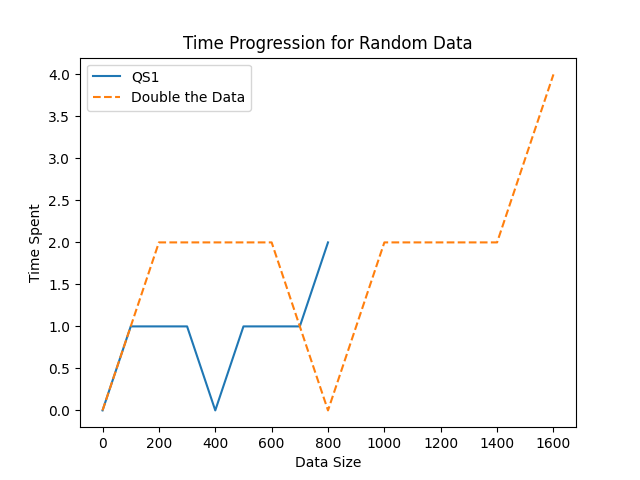 Time Progression for Random Data
QS1
Double the Data
4.0
3.5
3.0
2.5
2.0
1.5
1.0
0.5
0.0
Time Spent
0 200 400 600 800 1000 1200 1400 1600
Data Size